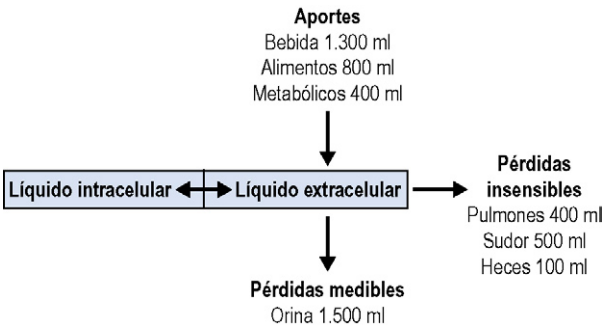 Aportes
Bebida 1.300 ml
Alimentos 800 ml
Metabólicos 400 ml
Líquido intracelular
Líquido extracelular
Pérdidas
insensibles
Pulmones 400 ml
Sudor 500 ml
Heces 100 ml
Pérdidas medibles
Orina 1.500 ml